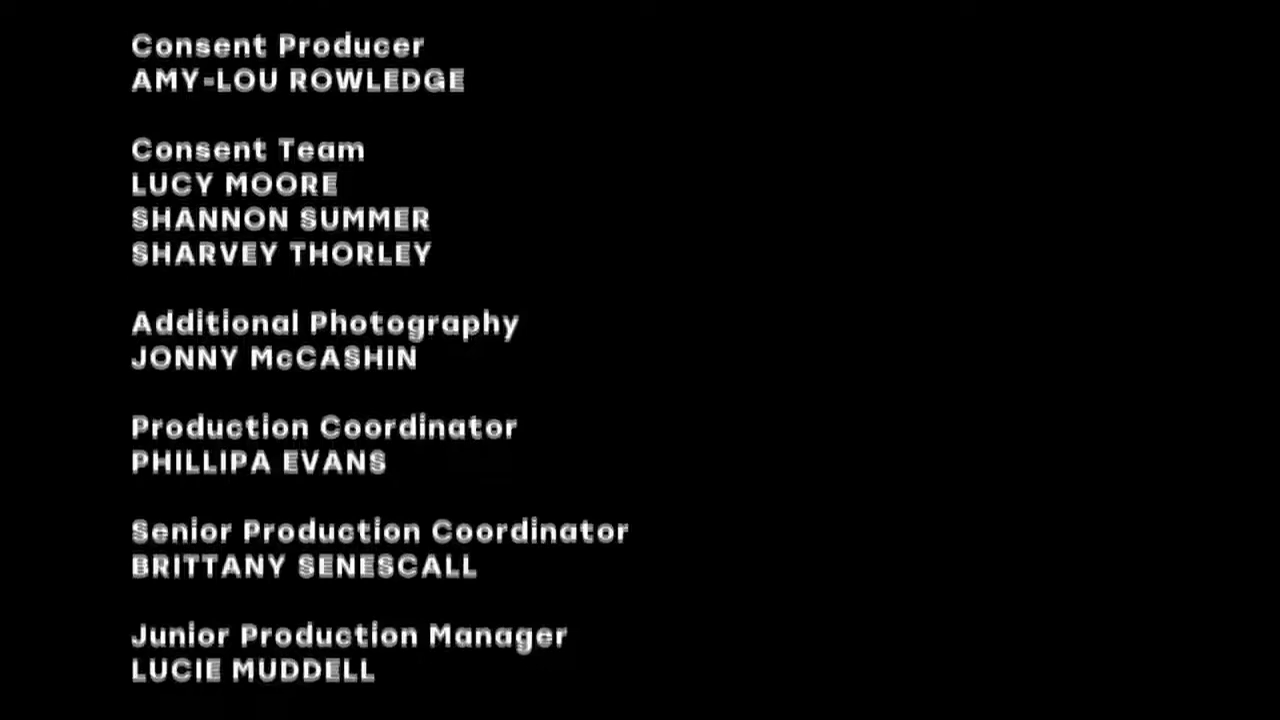 Consent Producer
AMY-LOU ROWLEDGE
Consent Team
LUCY MOORE
SHANNON SUMMER
SHARVEY THORLEY
Additional Photography
JONNY McCASHIN
Production Coordinator
PHILLIPA EVANS
Senior Production Coordinator
BRITTANY SENESCALL
Junior Production Manager
LUCIE MUDDELL